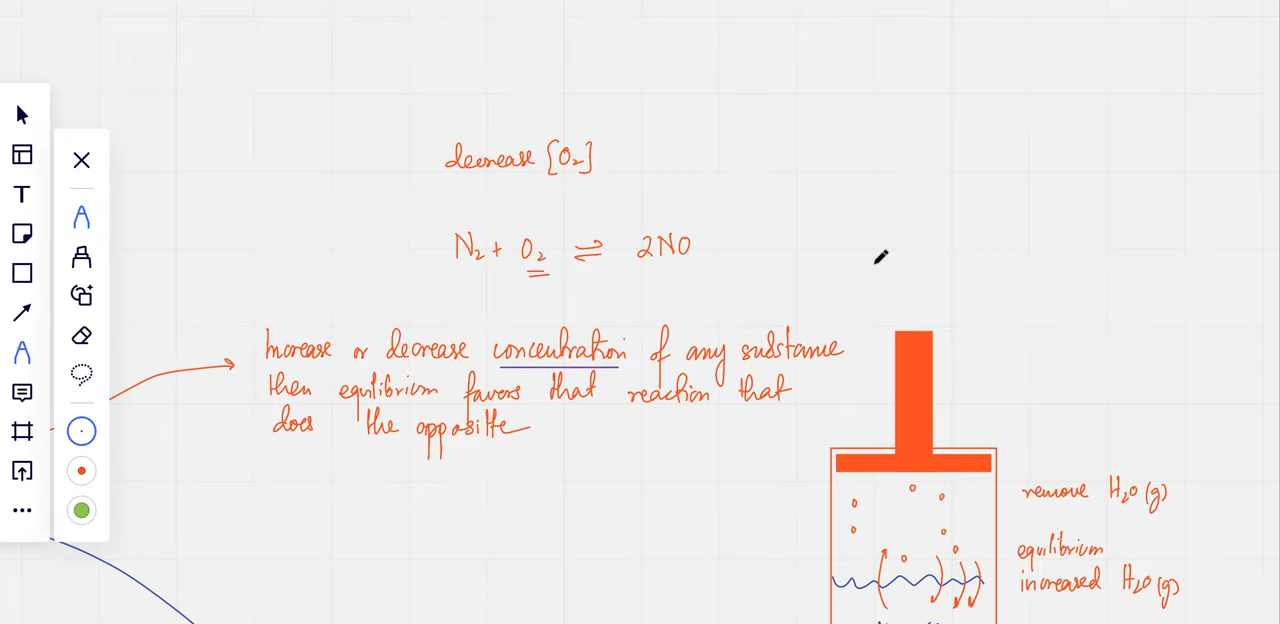 decrease [O₂]
N₂ + O₂ ⇌ 2NO
Increase or decrease concentration of any substance
then equilibrium favors that reaction that
does the opposite
remove H₂O (g)
equilibrium
increased H₂O (g)